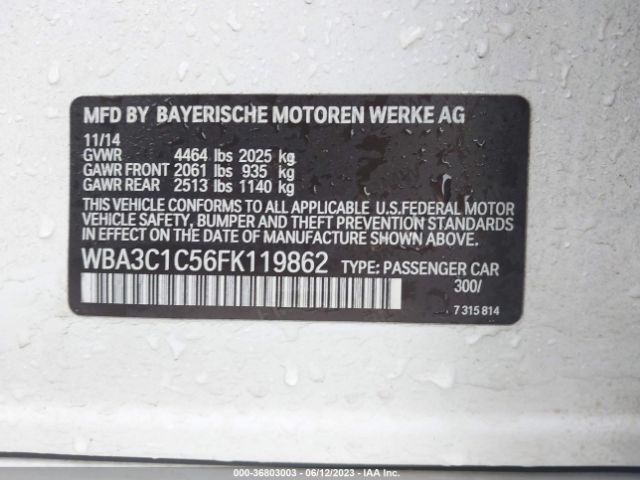 MFD BY BAYERISCHE MOTOREN WERKE AG
11/14
GVWR 4464 lbs 2025 kg
GAWR FRONT 2061 lbs 935 kg
GAWR REAR 2513 lbs 1140 kg
THIS VEHICLE CONFORMS TO ALL APPLICABLE U.S.FEDERAL MOTOR
VEHICLE SAFETY, BUMPER AND THEFT PREVENTION STANDARDS
IN EFFECT ON DATE OF MANUFACTURE SHOWN ABOVE.
WBA3C1C56FK119862 TYPE: PASSENGER CAR
300/
7 315 814
000-36803003 - 06/12/2023 - IAA Inc.